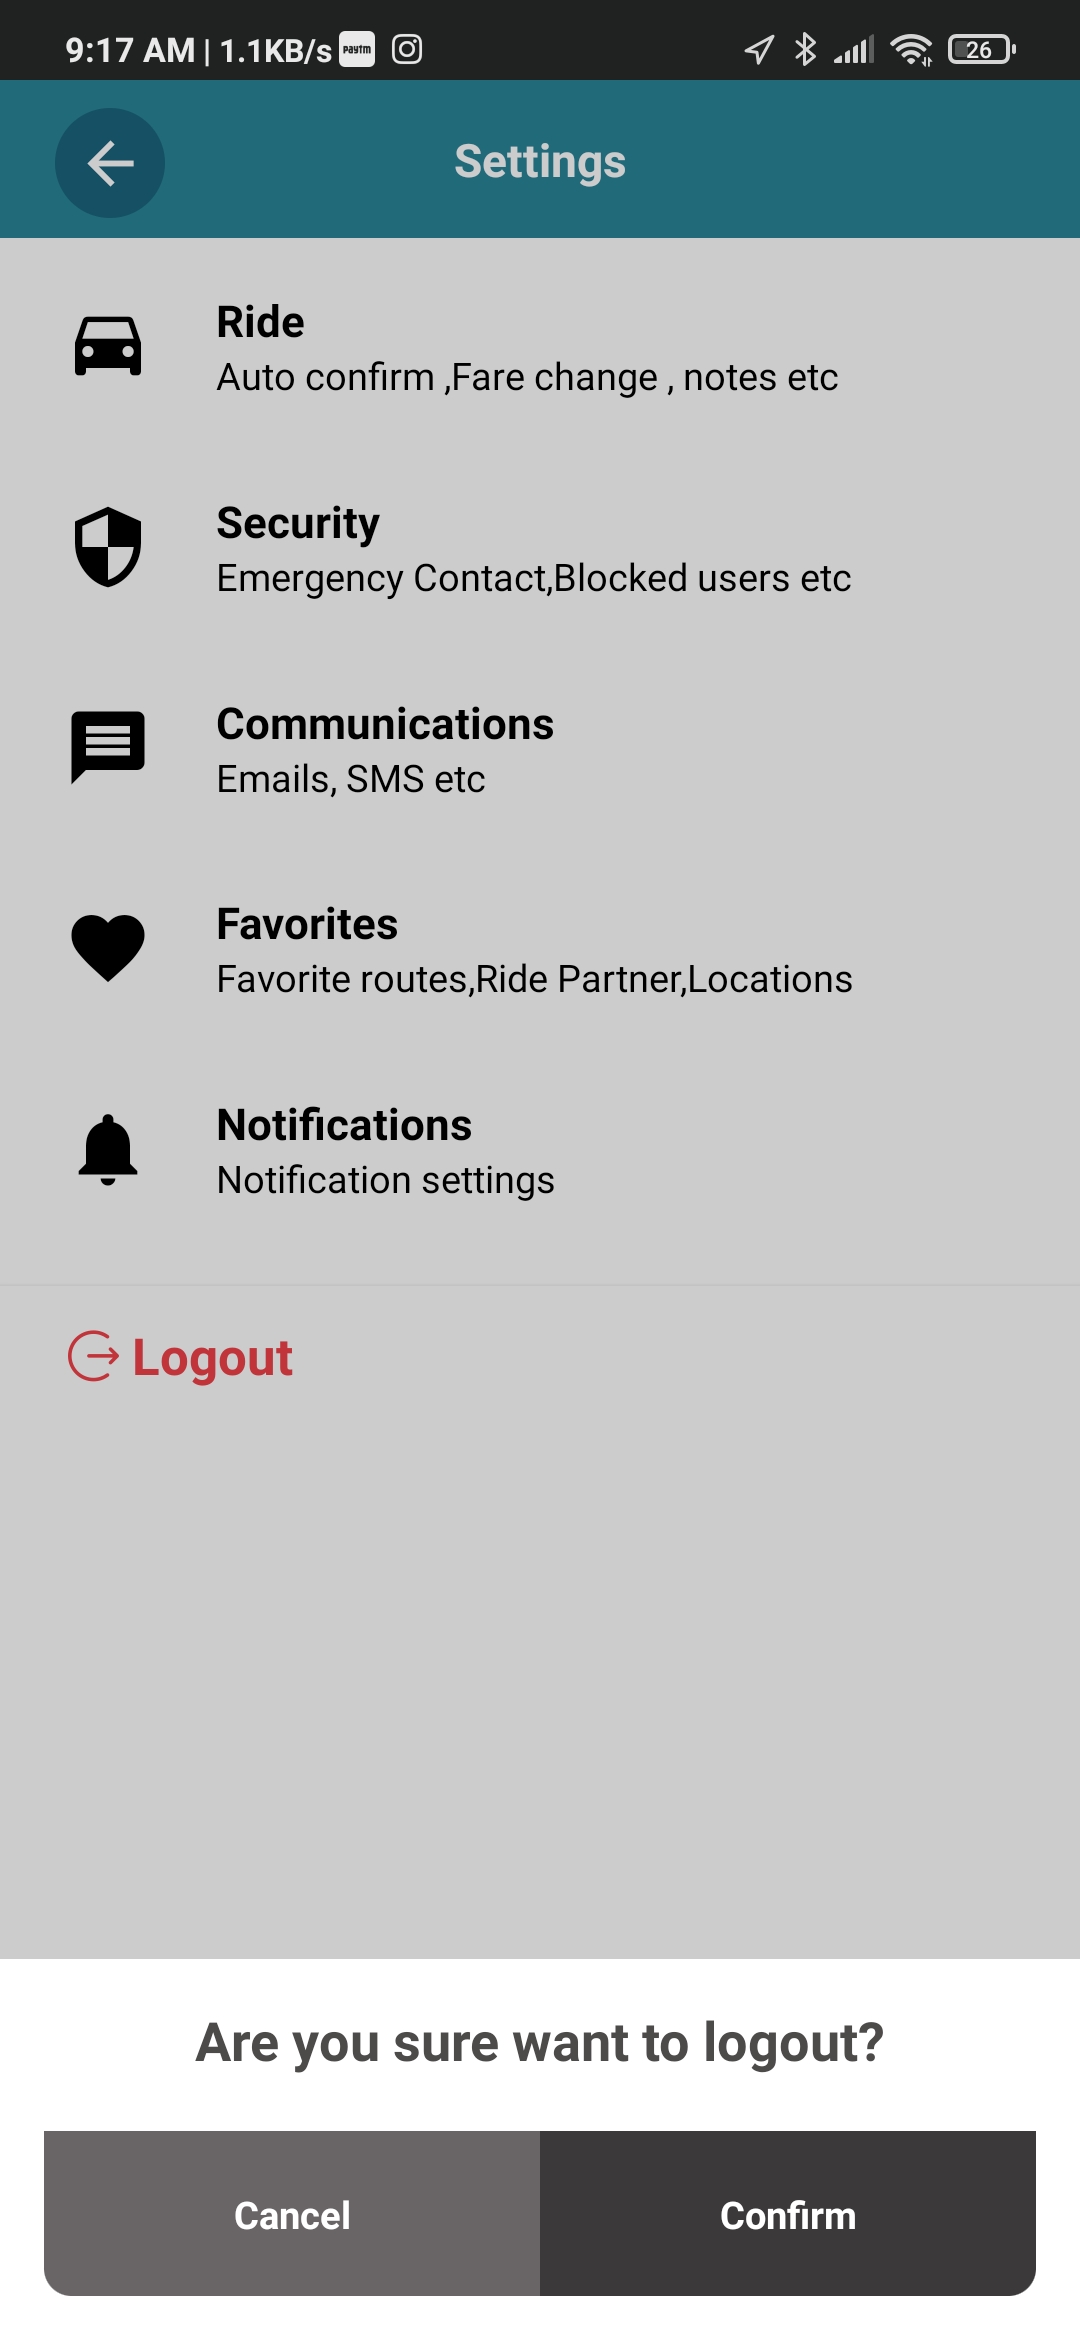 9:17 AM | 1.1KB/s paytm 26
Settings
Ride
Auto confirm ,Fare change , notes etc
Security
Emergency Contact,Blocked users etc
Communications
Emails, SMS etc
Favorites
Favorite routes,Ride Partner,Locations
Notifications
Notification settings
Logout
Are you sure want to logout?
Cancel Confirm